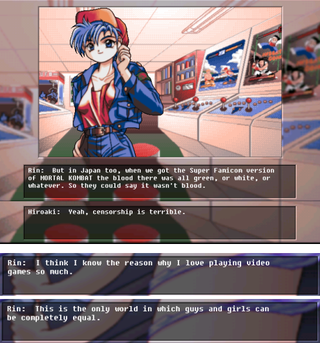 Rin:  But in Japan too, when we got the Super Famicom version
of MORTAL KOMBAT the blood there was all green, or white, or
whatever. So they could say it wasn't blood.
Hiroaki:  Yeah, censorship is terrible.
Rin:  I think I know the reason why I love playing video
games so much.
Rin:  This is the only world in which guys and girls can
be completely equal.